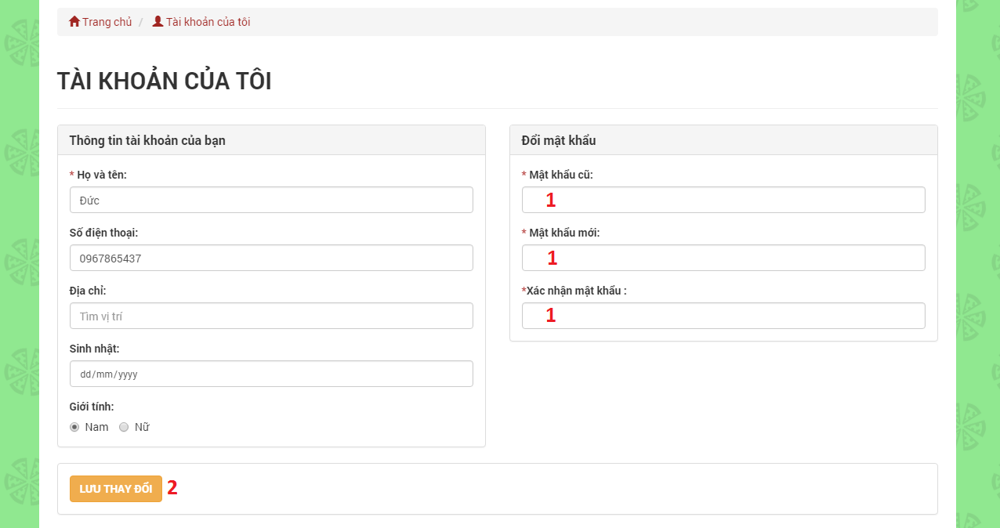 Trang chủ / Tài khoản của tôi
TÀI KHOẢN CỦA TÔI
Thông tin tài khoản của bạn
* Họ và tên:
Đức
Số điện thoại:
0967865437
Địa chỉ:
Tìm vị trí
Sinh nhật:
dd/mm/yyyy
Giới tính:
Nam Nữ
Đổi mật khẩu
* Mật khẩu cũ:
1
* Mật khẩu mới:
1
*Xác nhận mật khẩu :
1
LƯU THAY ĐỔI 2